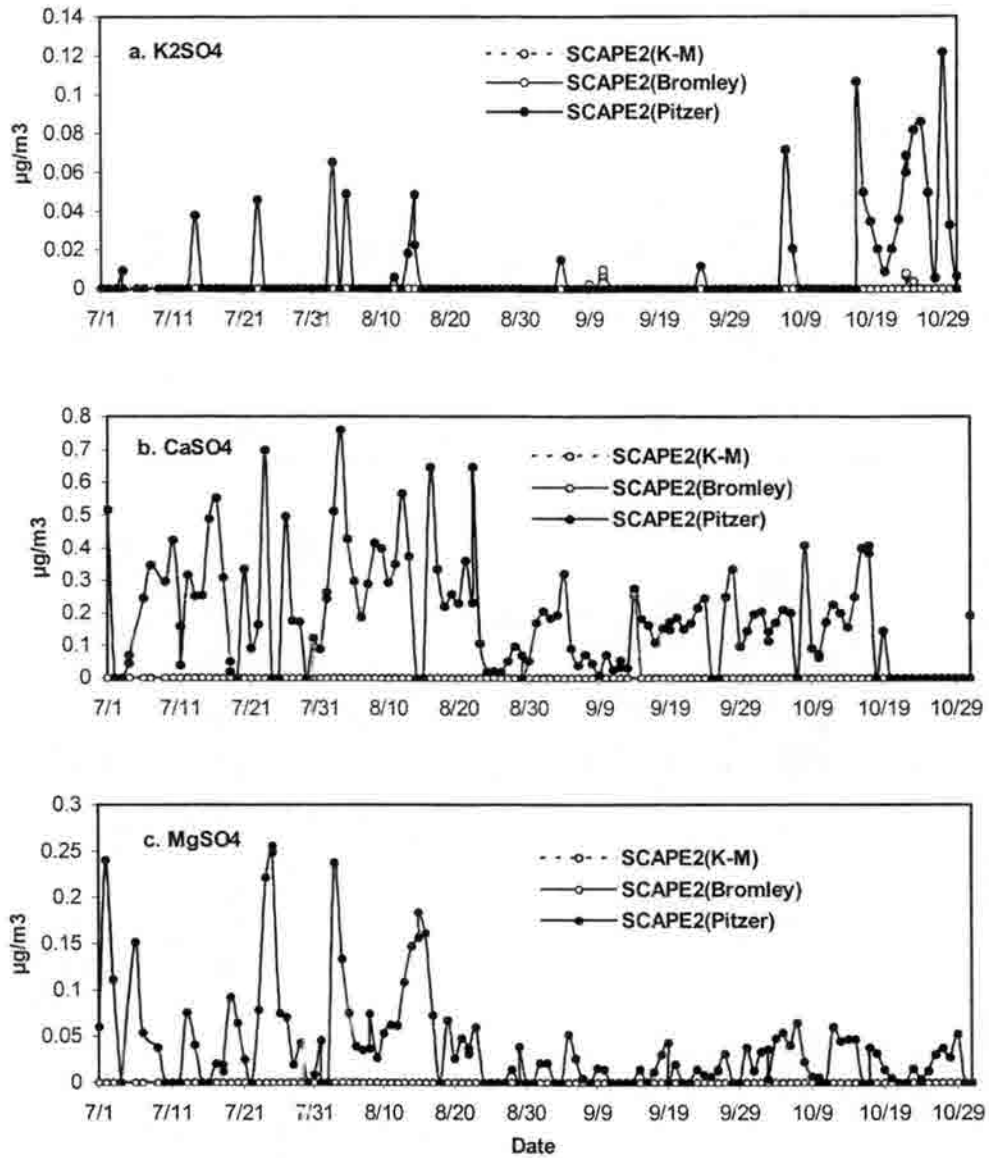 0.14
a. K2SO4
SCAPE2(K-M)
0.12
SCAPE2(Bromley)
0.1
SCAPE2(Pitzer)
0.08
µg/m3
0.06
0.04
0.02
0
7/1 7/11 7/21 7/31 8/10 8/20 8/30 9/9 9/19 9/29 10/9 10/19 10/29
0.8
b. CaSO4
0.7
SCAPE2(K-M)
0.6
SCAPE2(Bromley)
0.5
SCAPE2(Pitzer)
µg/m3
0.4
0.3
0.2
0.1
0
7/1 7/11 7/21 7/31 8/10 8/20 8/30 9/9 9/19 9/29 10/9 10/19 10/29
0.3
c. MgSO4
0.25
SCAPE2(K-M)
SCAPE2(Bromley)
0.2
SCAPE2(Pitzer)
µg/m3
0.15
0.1
0.05
0
7/1 7/11 7/21 7/31 8/10 8/20 8/30 9/9 9/19 9/29 10/9 10/19 10/29
Date